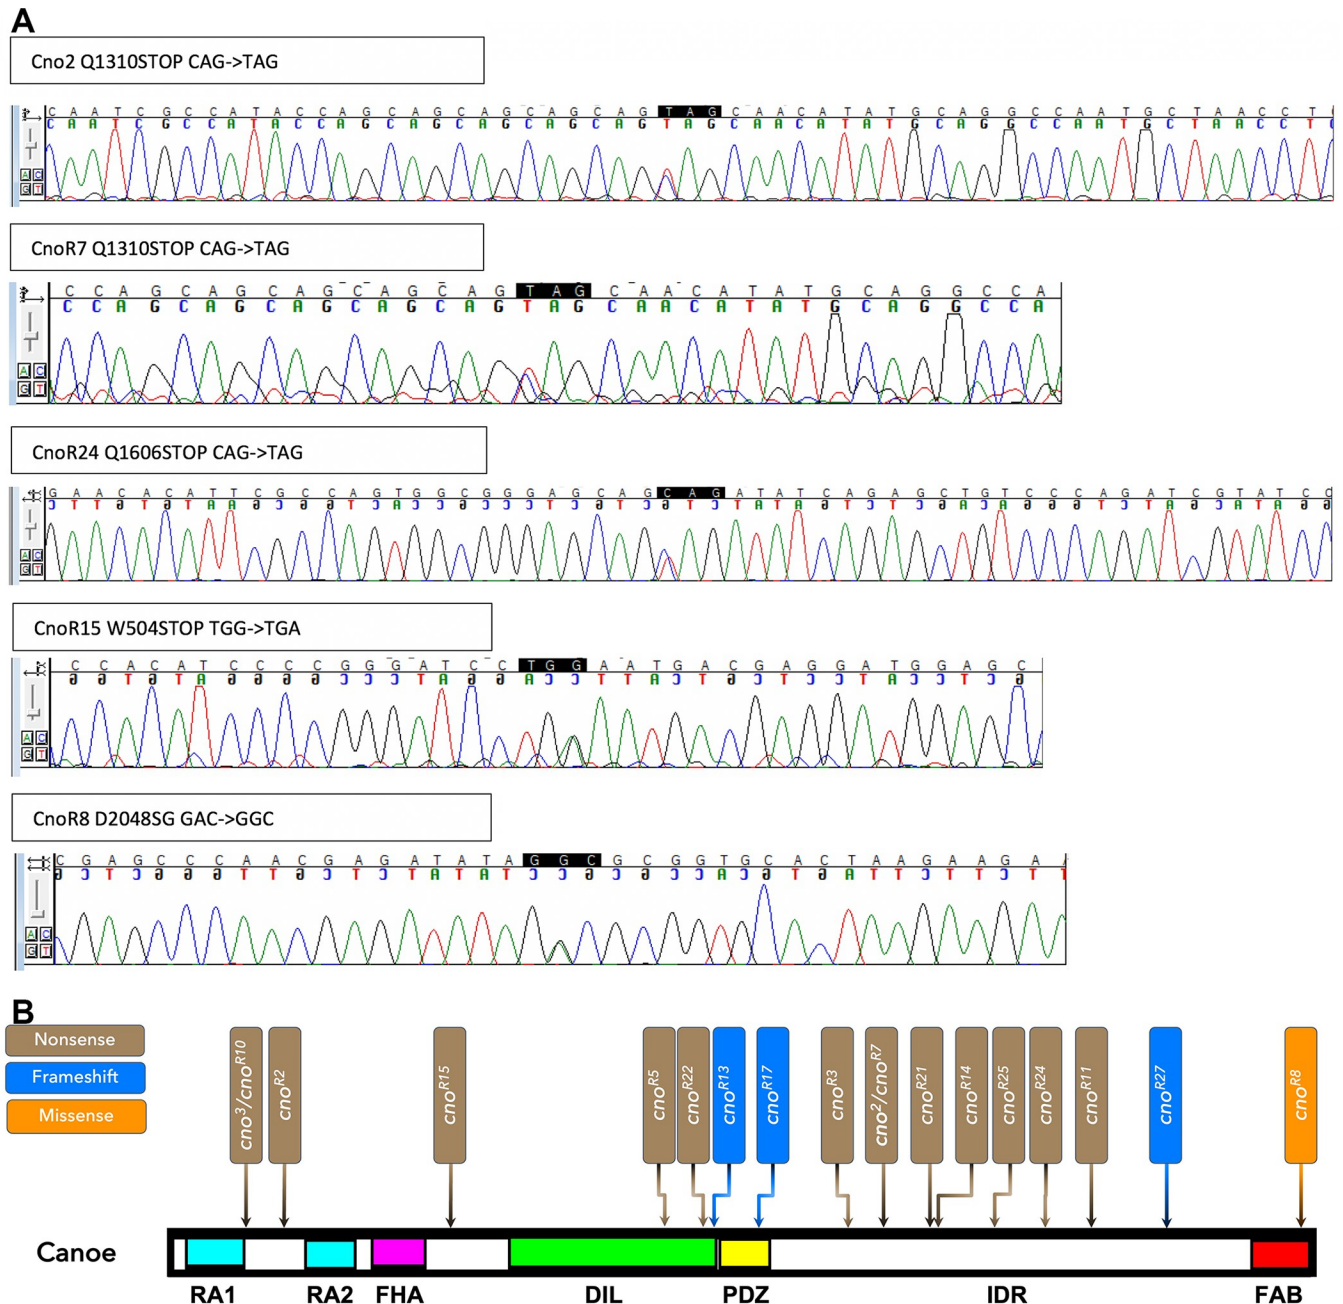 A
Cno2 Q1310STOP CAG->TAG
C A A T C G C C A T A C C A G C A G C A G C A G C A G T A G C A A C A T A T G C A G G C C A A T G C T A A C C T
C A A T C G C C A T A C C A G C A G C A G C A G C A G T A G C A A C A T A T G C A G G C C A A T G C T A A C C T
A C
G T
CnoR7 Q1310STOP CAG->TAG
C C A G C A G C A G C A G C A G T A G C A A C A T A T G C A G G C C A
C C A G C A G C A G C A G C A G T A G C A A C A T A T G C A G G C C A
A C
G T
CnoR24 Q1606STOP CAG->TAG
G A A C A C A T T C G C C A G T G G C G G G A G C A G C A G A T A T C A G A G C T G T C C C A G A T C G T A T C C
C T T G T G T A A G C G G T C A C C G C C C T C G T C G T C T A T A G T C T C G A C A G G G T C T A G C A T A G G
A C
G T
CnoR15 W504STOP TGG->TGA
C C A C A T C C C C G G G A T C C T G G A A T G A C G A G G A T G G A G C
G G T G T A G G G G C C C T A G G A C C T T A C T G C T C C T A C C T C G
A C
G T
CnoR8 D2048SG GAC->GGC
C G A G C C C A A C G A G A T A T A G G C G C G G T G C A C T A A G A A G A
G C T C G G G T T G C T C T A T A T C C G C G C C A C G T G A T T C T T C T
A C
G T
B
Nonsense
Frameshift
Missense
cno3/cnoR10
cnoR2
cnoR15
cnoR5
cnoR22
cnoR13
cnoR17
cnoR3
cno2/cnoR7
cnoR21
cnoR14
cnoR25
cnoR24
cnoR11
cnoR27
cnoR8
Canoe
RA1 RA2 FHA DIL PDZ IDR FAB